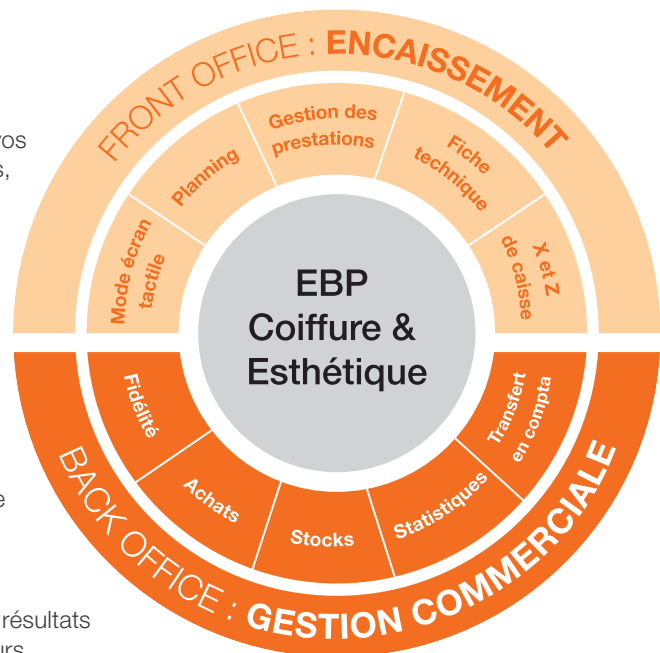 FRONT OFFICE : ENCAISSEMENT
Mode écran
tactile
Planning
Gestion des
prestations
Fiche
technique
X et Z
de caisse
EBP
Coiffure &
Esthétique
Fidélité
Achats
Stocks
Statistiques
Transfert
en compta
BACK OFFICE : GESTION COMMERCIALE
résultats